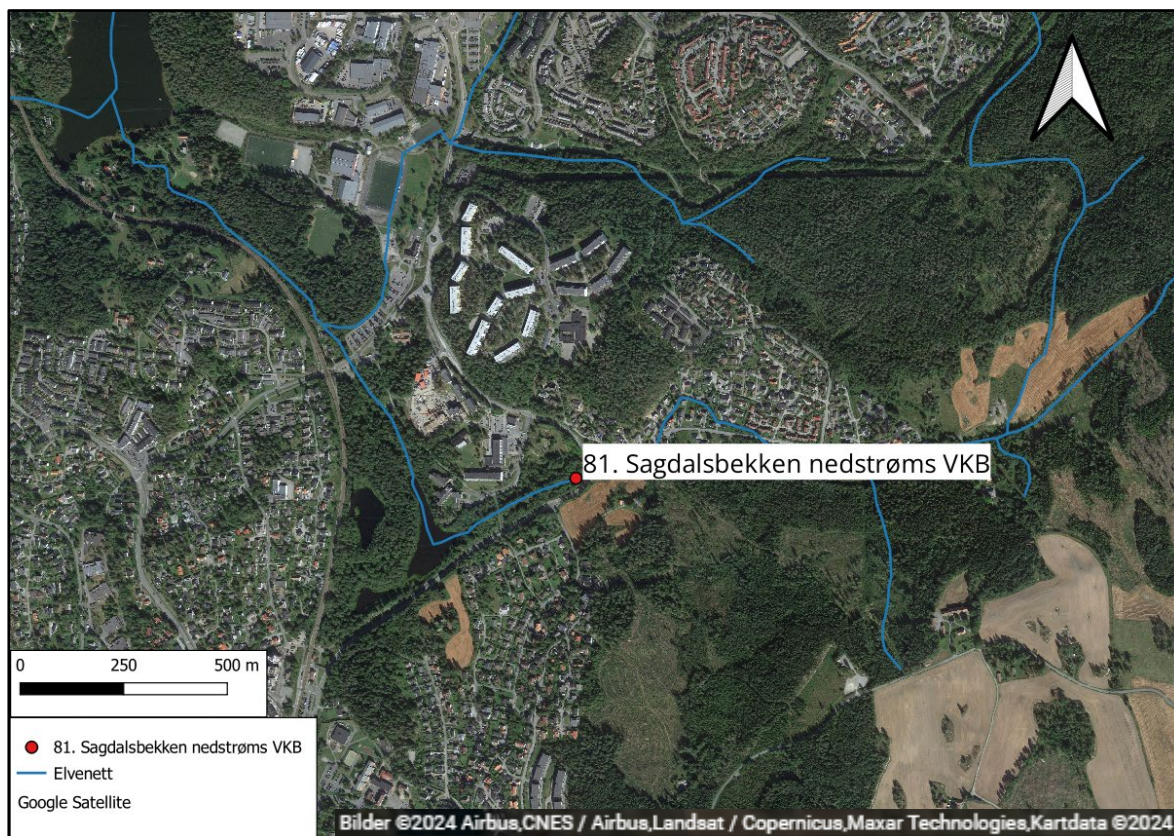 81. Sagdalsbekken nedstrøms VKB
0 250 500 m
81. Sagdalsbekken nedstrøms VKB
Elvenett
Google Satellite
Bilder ©2024 Airbus,CNES / Airbus,Landsat / Copernicus,Maxar Technologies,Kartdata ©2024